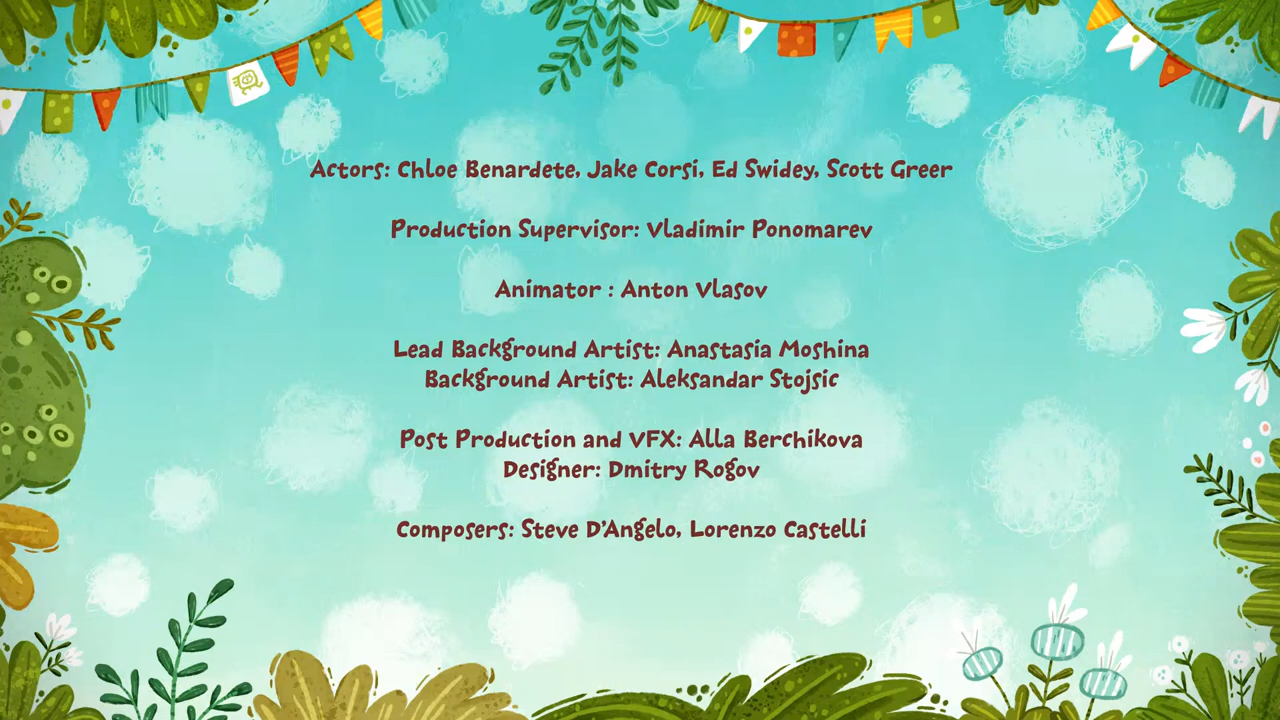 Actors: Chloe Benardete, Jake Corsi, Ed Swidey, Scott Greer
Production Supervisor: Vladimir Ponomarev
Animator : Anton Vlasov
Lead Background Artist: Anastasia Moshina
Background Artist: Aleksandar Stojsic
Post Production and VFX: Alla Berchikova
Designer: Dmitry Rogov
Composers: Steve D'Angelo, Lorenzo Castelli